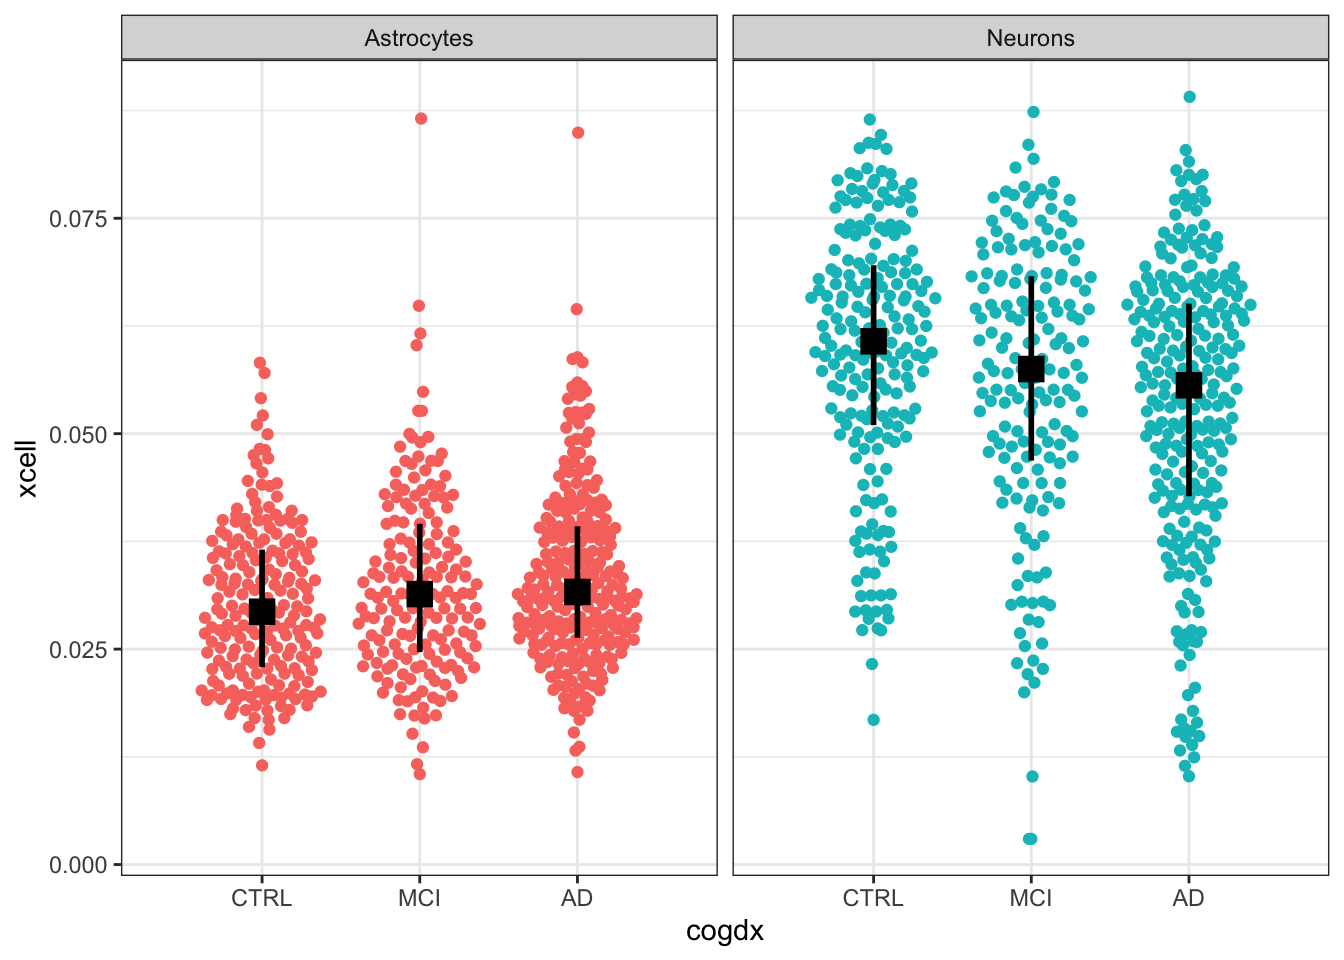 Astrocytes
Neurons
xcell
0.075
0.050
0.025
0.000
CTRL
MCI
AD
CTRL
MCI
AD
cogdx